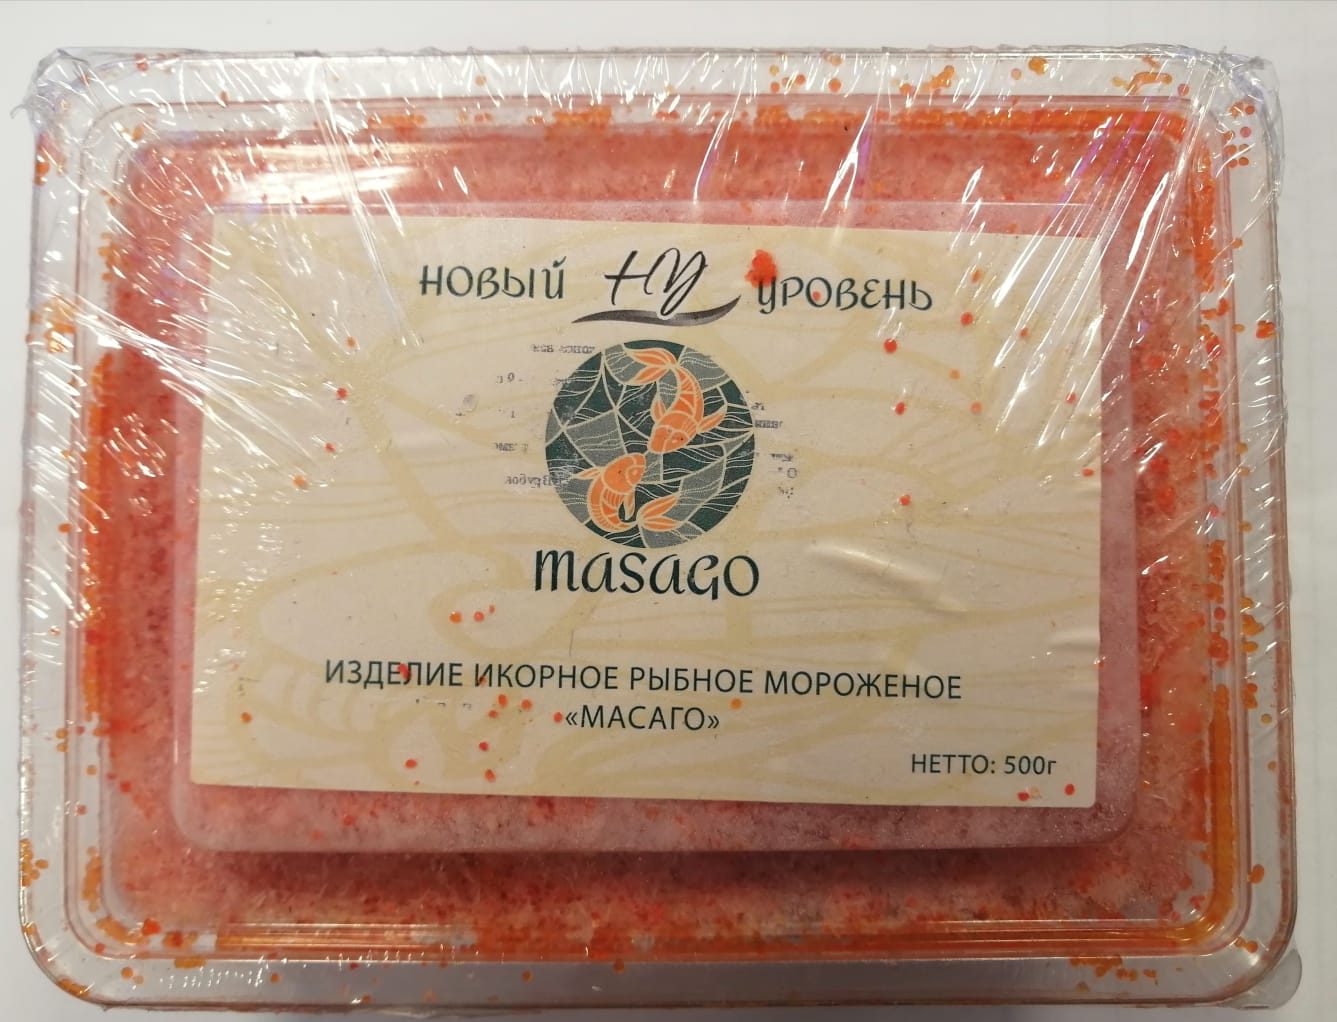 НОВЫЙ НУ УРОВЕНЬ
MASAGO
ИЗДЕЛИЕ ИКОРНОЕ РЫБНОЕ МОРОЖЕНОЕ
«МАСАГО»
НЕТТО: 500г